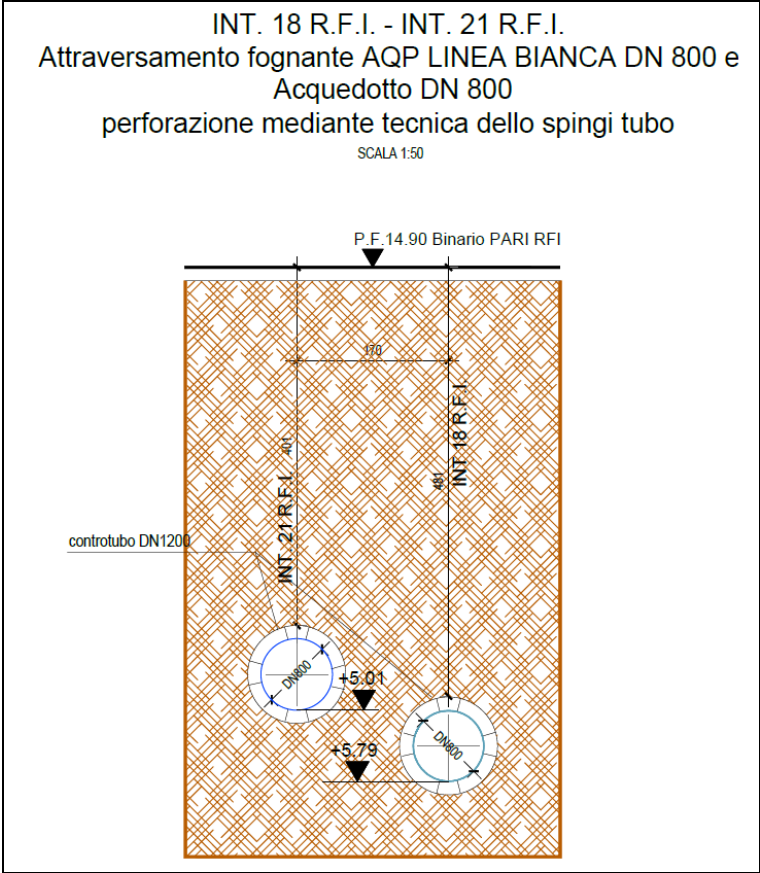 INT. 18 R.F.I. - INT. 21 R.F.I.
Attraversamento fognante AQP LINEA BIANCA DN 800 e
Acquedotto DN 800
perforazione mediante tecnica dello spingi tubo
SCALA 1:50
P.F.14.90 Binario PARI RFI
170
401
INT. 21 R.F.I.
481
INT. 18 R.F.I.
controtubo DN1200
DN800
+5.01
DN800
+5.79